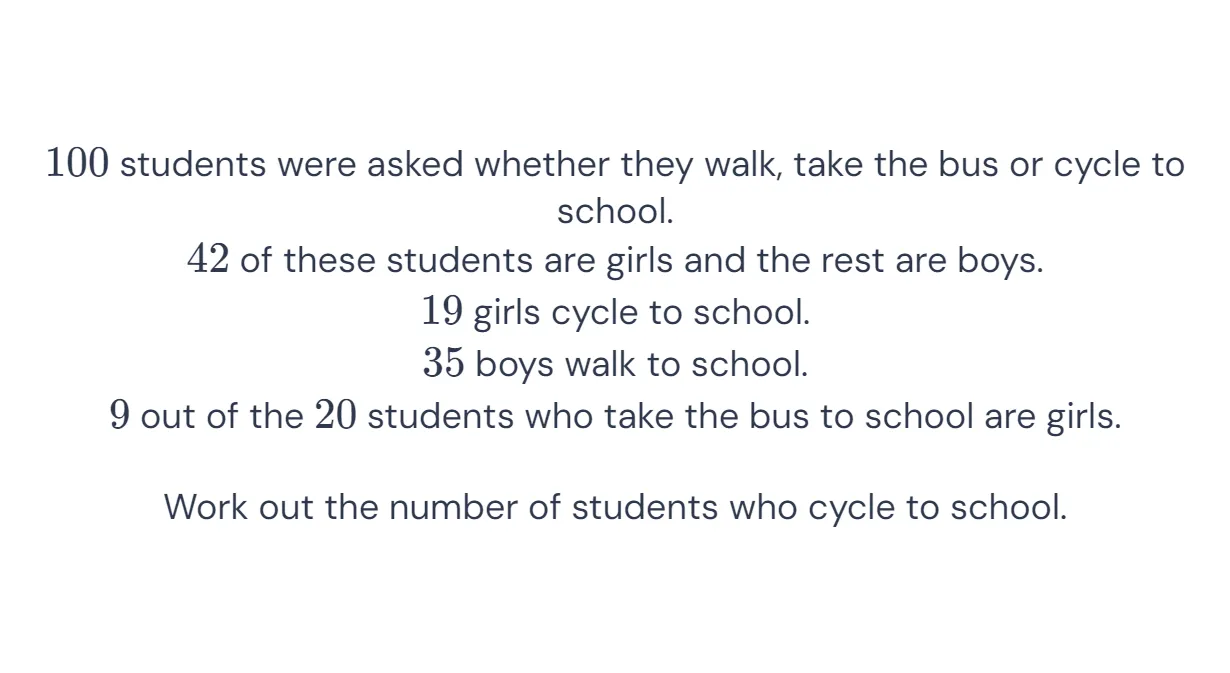 100 students were asked whether they walk, take the bus or cycle to
school.
42 of these students are girls and the rest are boys.
19 girls cycle to school.
35 boys walk to school.
9 out of the 20 students who take the bus to school are girls.
Work out the number of students who cycle to school.